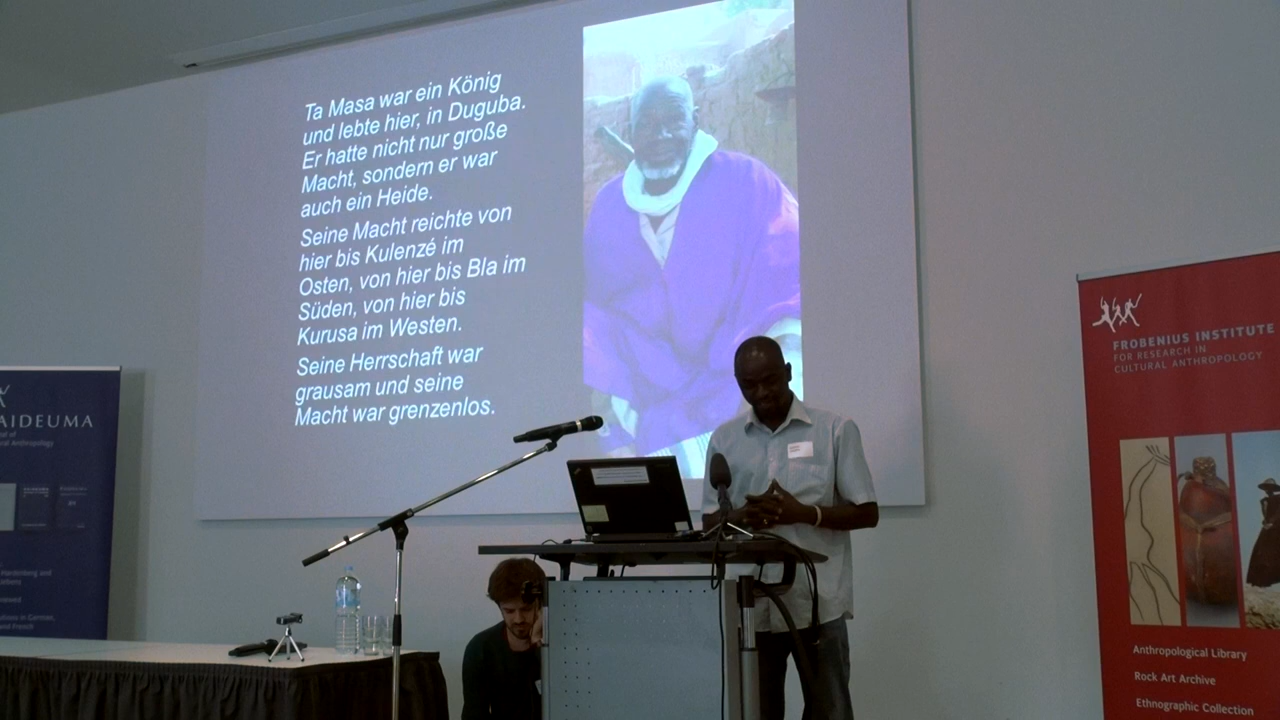 Ta Masa war ein König
und lebte hier, in Duguba.
Er hatte nicht nur große
Macht, sondern er war
auch ein Heide.
Seine Macht reichte von
hier bis Kulenzé im
Osten, von hier bis Bla im
Süden, von hier bis
Kurusa im Westen.
Seine Herrschaft war
grausam und seine
Macht war grenzenlos.
AIDEUMA
Anthropology
FROBENIUS INSTITUTE
FOR RESEARCH IN
CULTURAL ANTHROPOLOGY
Anthropological Library
Rock Art Archive
Ethnographic Collection